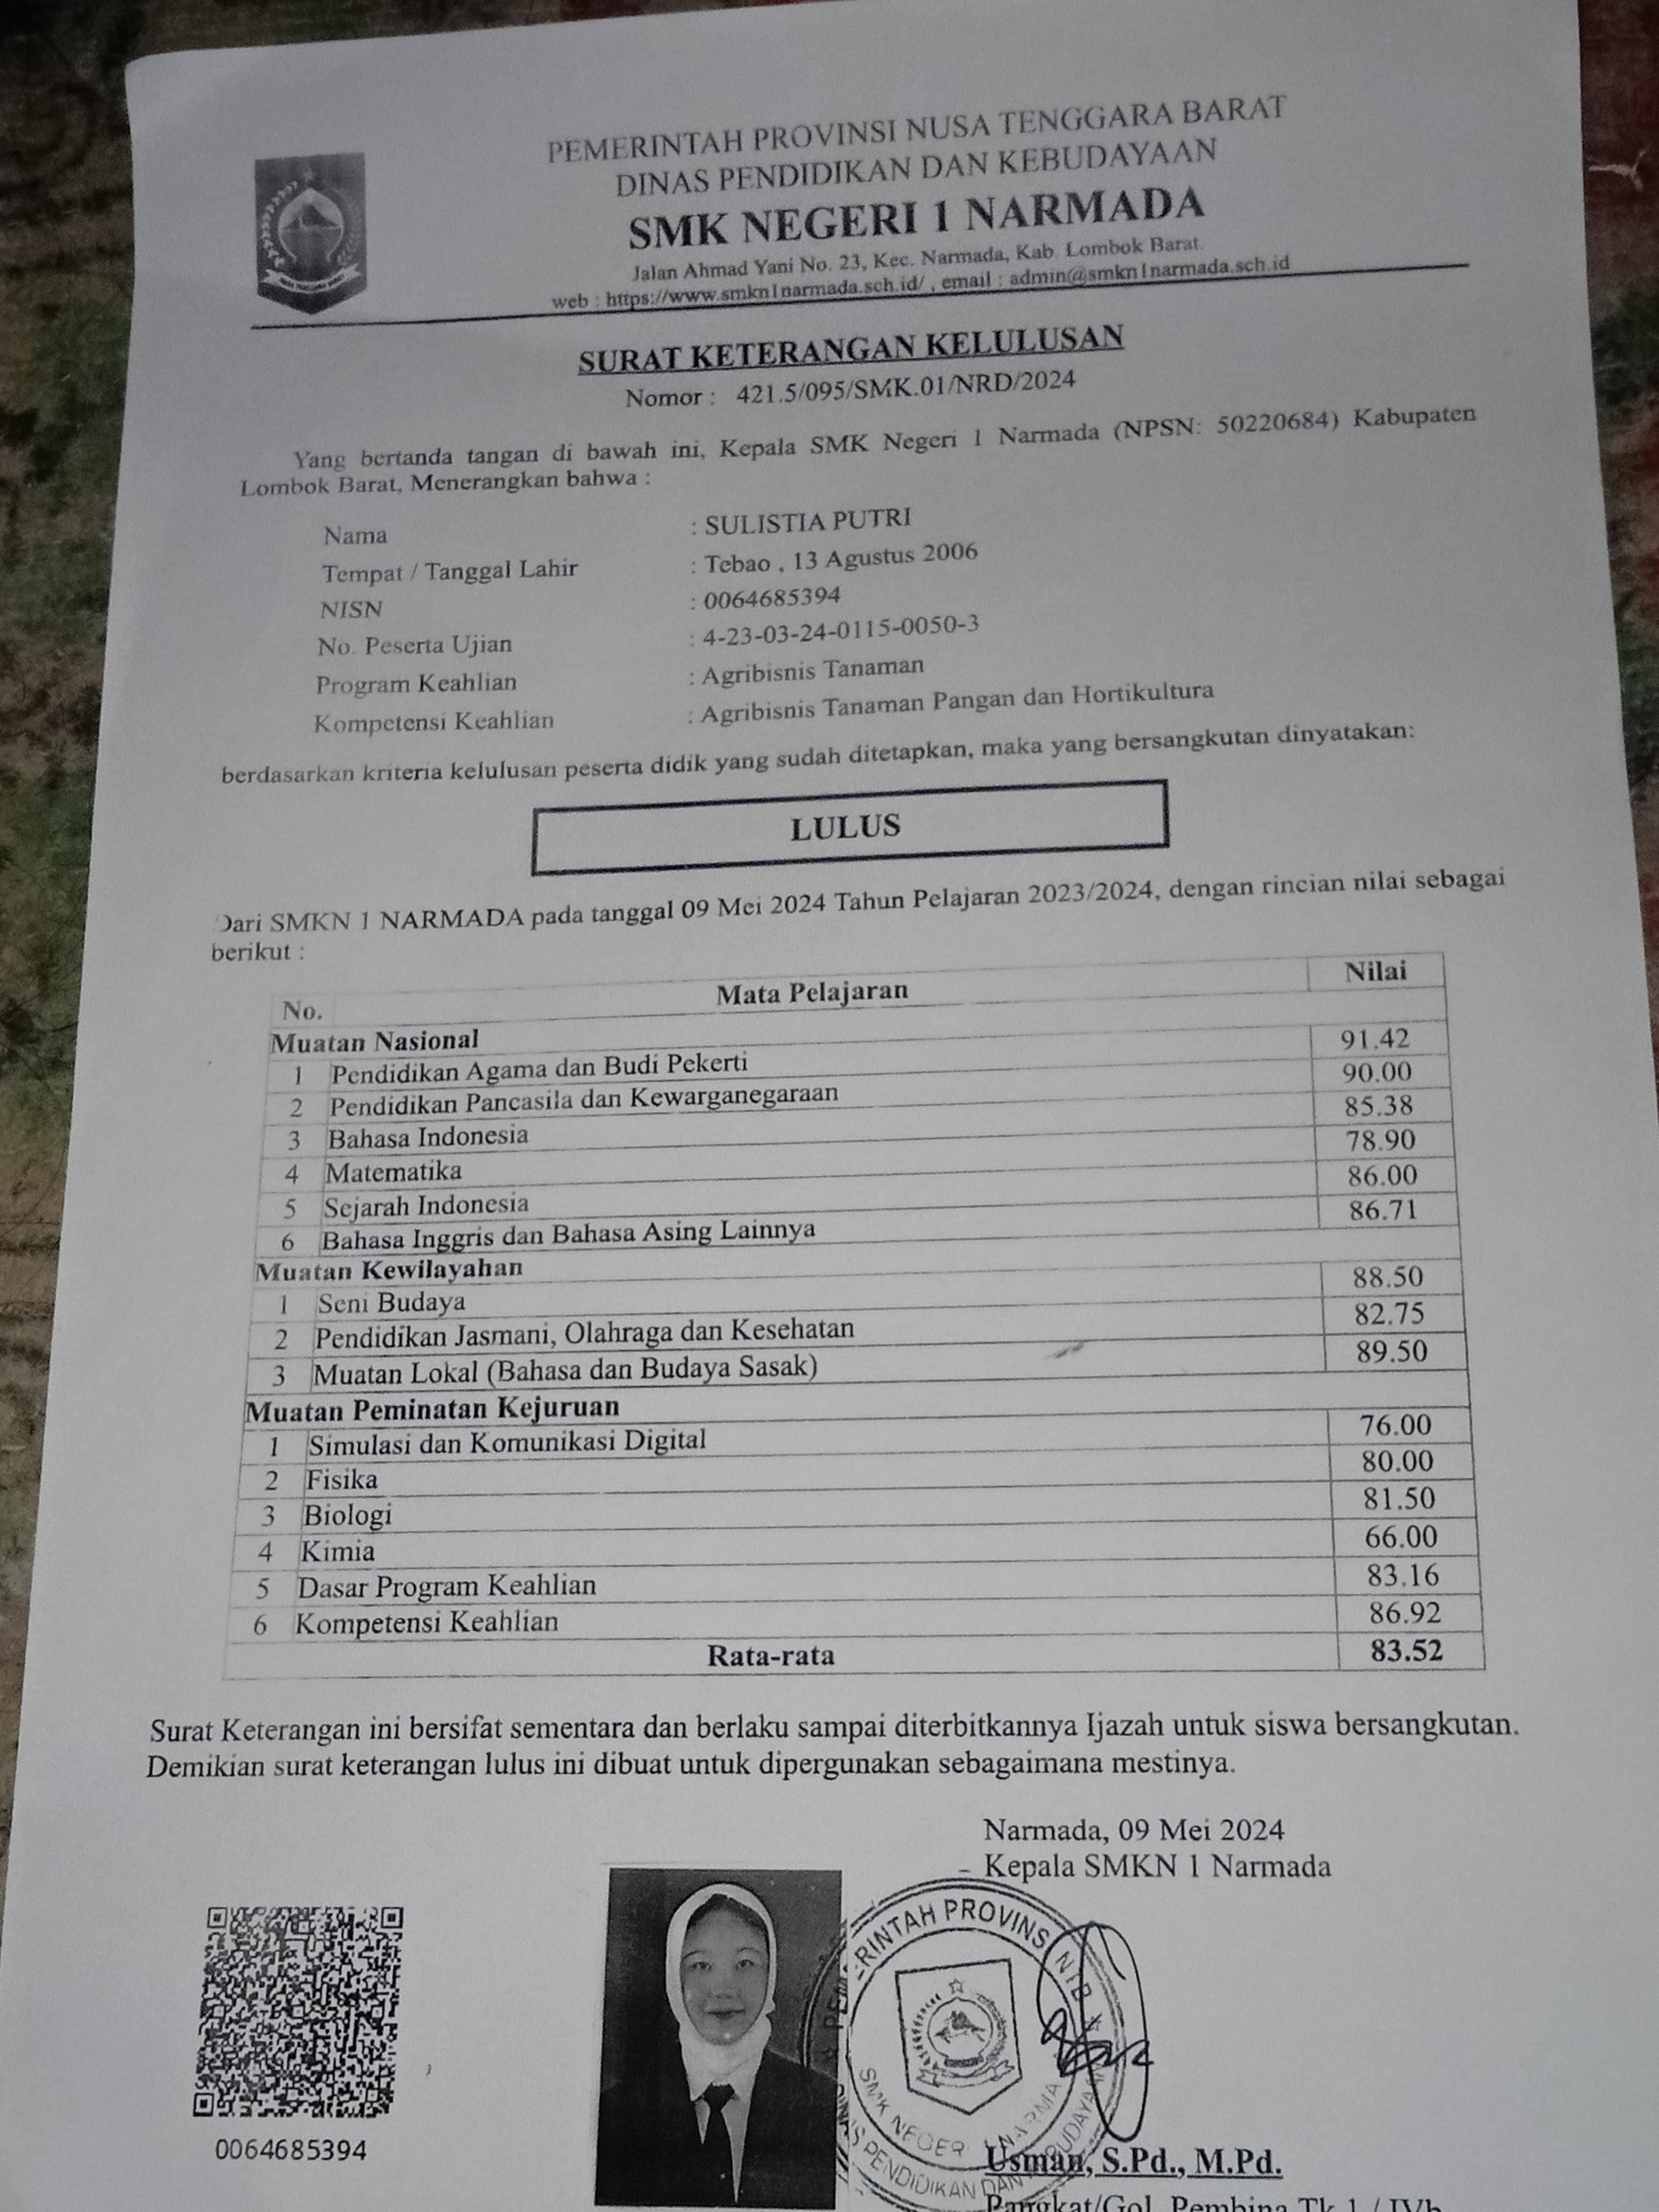 PEMERINTAH PROVINSI NUSA TENGGARA BARAT
DINAS PENDIDIKAN DAN KEBUDAYAAN
SMK NEGERI 1 NARMADA
Jalan Ahmad Yani No. 23, Kec. Narmada, Kab. Lombok Barat.
web : https://www.smkn1narmada.sch.id/ , email : admin@smkn1narmada.sch.id
SURAT KETERANGAN KELULUSAN
Nomor : 421.5/095/SMK.01/NRD/2024
Yang bertanda tangan di bawah ini, Kepala SMK Negeri 1 Narmada (NPSN: 50220684) Kabupaten
Lombok Barat, Menerangkan bahwa :
Nama : SULISTIA PUTRI
Tempat / Tanggal Lahir : Tebao , 13 Agustus 2006
NISN : 0064685394
No. Peserta Ujian : 4-23-03-24-0115-0050-3
Program Keahlian : Agribisnis Tanaman
Kompetensi Keahlian : Agribisnis Tanaman Pangan dan Hortikultura
berdasarkan kriteria kelulusan peserta didik yang sudah ditetapkan, maka yang bersangkutan dinyatakan:
LULUS
Dari SMKN 1 NARMADA pada tanggal 09 Mei 2024 Tahun Pelajaran 2023/2024, dengan rincian nilai sebagai
berikut :
No. Mata Pelajaran Nilai
Muatan Nasional
1 Pendidikan Agama dan Budi Pekerti 91.42
2 Pendidikan Pancasila dan Kewarganegaraan 90.00
3 Bahasa Indonesia 85.38
4 Matematika 78.90
5 Sejarah Indonesia 86.00
6 Bahasa Inggris dan Bahasa Asing Lainnya 86.71
Muatan Kewilayahan
1 Seni Budaya 88.50
2 Pendidikan Jasmani, Olahraga dan Kesehatan 82.75
3 Muatan Lokal (Bahasa dan Budaya Sasak) 89.50
Muatan Peminatan Kejuruan
1 Simulasi dan Komunikasi Digital 76.00
2 Fisika 80.00
3 Biologi 81.50
4 Kimia 66.00
5 Dasar Program Keahlian 83.16
6 Kompetensi Keahlian 86.92
Rata-rata 83.52
Surat Keterangan ini bersifat sementara dan berlaku sampai diterbitkannya Ijazah untuk siswa bersangkutan.
Demikian surat keterangan lulus ini dibuat untuk dipergunakan sebagaimana mestinya.
Narmada, 09 Mei 2024
Kepala SMKN 1 Narmada
PEMERINTAH PROVINSI NTB
SMK NEGERI 1 NARMA
DINAS PENDIDIKAN DAN KEBUDAYAAN
0064685394
Usman, S.Pd., M.Pd.
Pangkat/Gol. Pembina Tk.1 / IVb